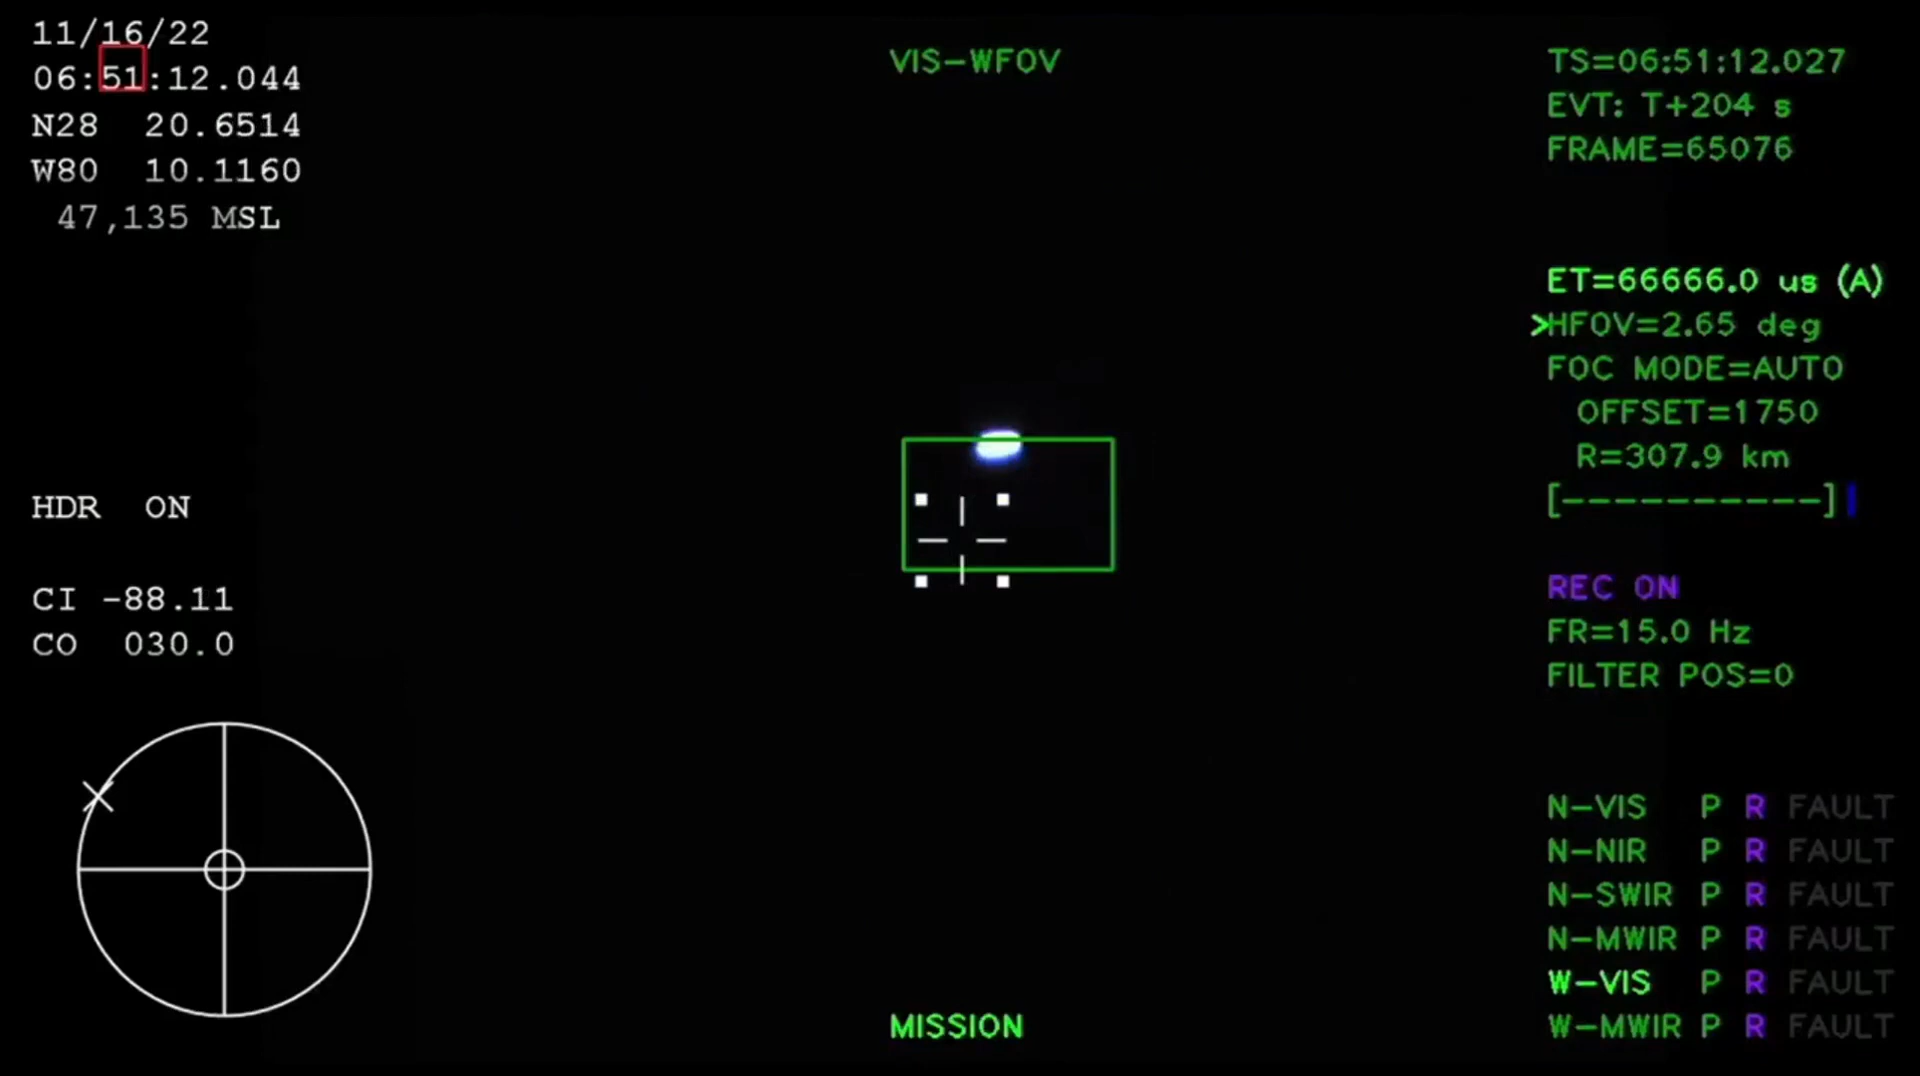 11/16/22
06:51:12.044
N28 20.6514
W80 10.1160
47,135 MSL
HDR ON
CI -88.11
CO 030.0
VIS-WFOV
MISSION
TS=06:51:12.027
EVT: T+204 s
FRAME=65076
ET=66666.0 us (A)
>HFOV=2.65 deg
FOC MODE=AUTO
OFFSET=1750
R=307.9 km
[----------]|
REC ON
FR=15.0 Hz
FILTER POS=0
N-VIS P R FAULT
N-NIR P R FAULT
N-SWIR P R FAULT
N-MWIR P R FAULT
W-VIS P R FAULT
W-MWIR P R FAULT